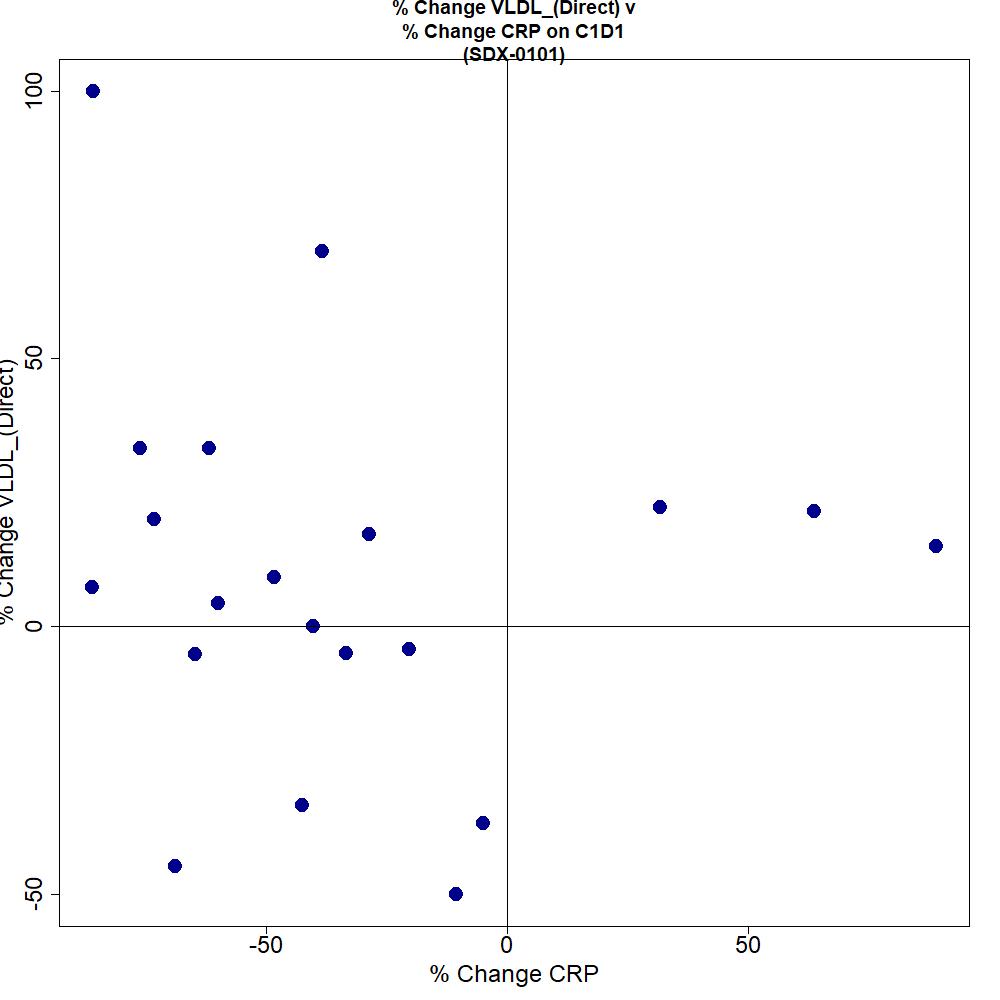 % Change VLDL_(Direct) v
% Change CRP on C1D1
(SDX-0101)
% Change VLDL_(Direct)
100
50
0
-50
-50
0
50
% Change CRP